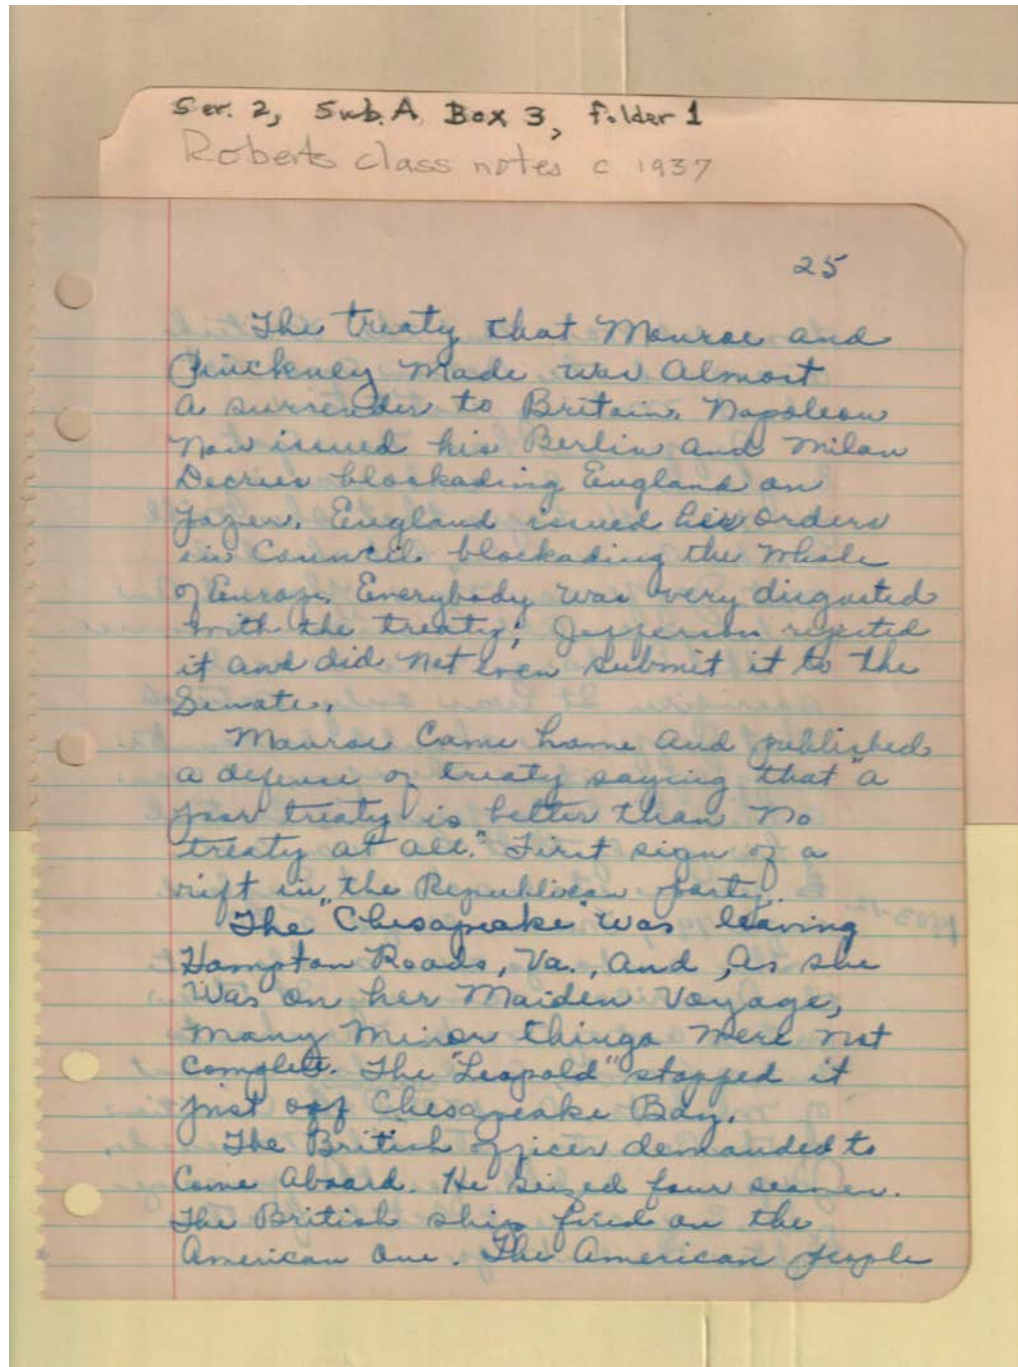 Ser. 2, Sub. A, Box 3, folder 1
Roberts class notes c 1937
25
The treaty that Monroe and
Pinckney Made was Almost
A surrender to Britain. Napoleon
Now issued his Berlin and Milan
Decrees blockading England on
paper. England issued her orders
in Council blockading the whole
of Europe. Everybody was very disgusted
with the treaty; Jefferson rejected
it and did not even submit it to the
Senate.
Monroe Came home and published
a defense of treaty saying that "a
poor treaty is better than no
treaty at all." First sign of a
rift in the Republican party.
The "Chesapeake" was leaving
Hampton Roads, Va., and, as she
Was on her Maiden Voyage,
many Minor things were not
Complete. The "Leopold" stopped it
just off Chesapeake Bay.
The British officer demanded to
Come Aboard. He seized four seamen.
The British ship fired on the
American One. The American people